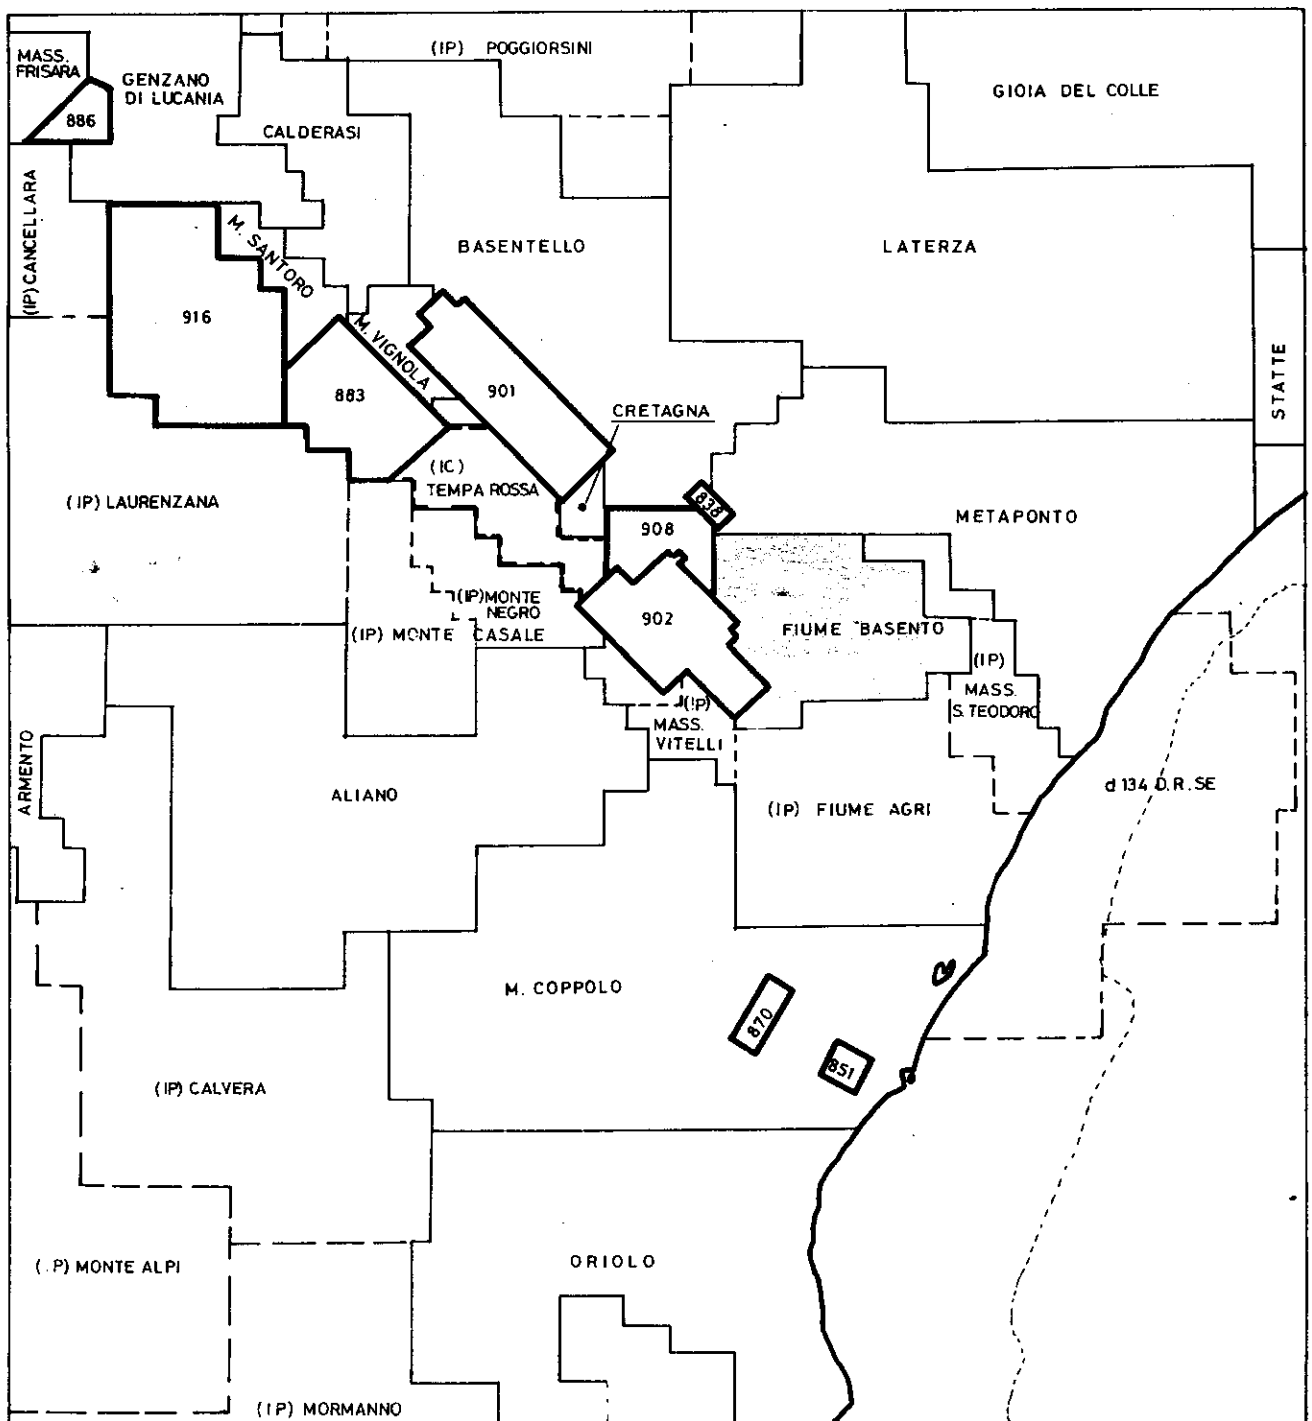 (IP) POGGIORSINI
MASS.
FRISARA
GENZANO
DI LUCANIA
GIOIA DEL COLLE
886
CALDERASI
(IP) CANCELLARA
M. SANTORO
BASENTELLO
LATERZA
916
M. VIGNOLA
STATTE
883
901
CRETAGNA
(IC)
TEMPA ROSSA
(IP) LAURENZANA
838
METAPONTO
908
(IP) MONTE
NEGRO
902
FIUME BASENTO
(IP) MONTE CASALE
(IP)
MASS.
S. TEODORO
(IP)
MASS.
VITELLI
ARMENTO
d 134 D.R.SE
ALIANO
(IP) FIUME AGRI
M. COPPOLO
870
851
(IP) CALVERA
ORIOLO
( .P) MONTE ALPI
(IP) MORMANNO